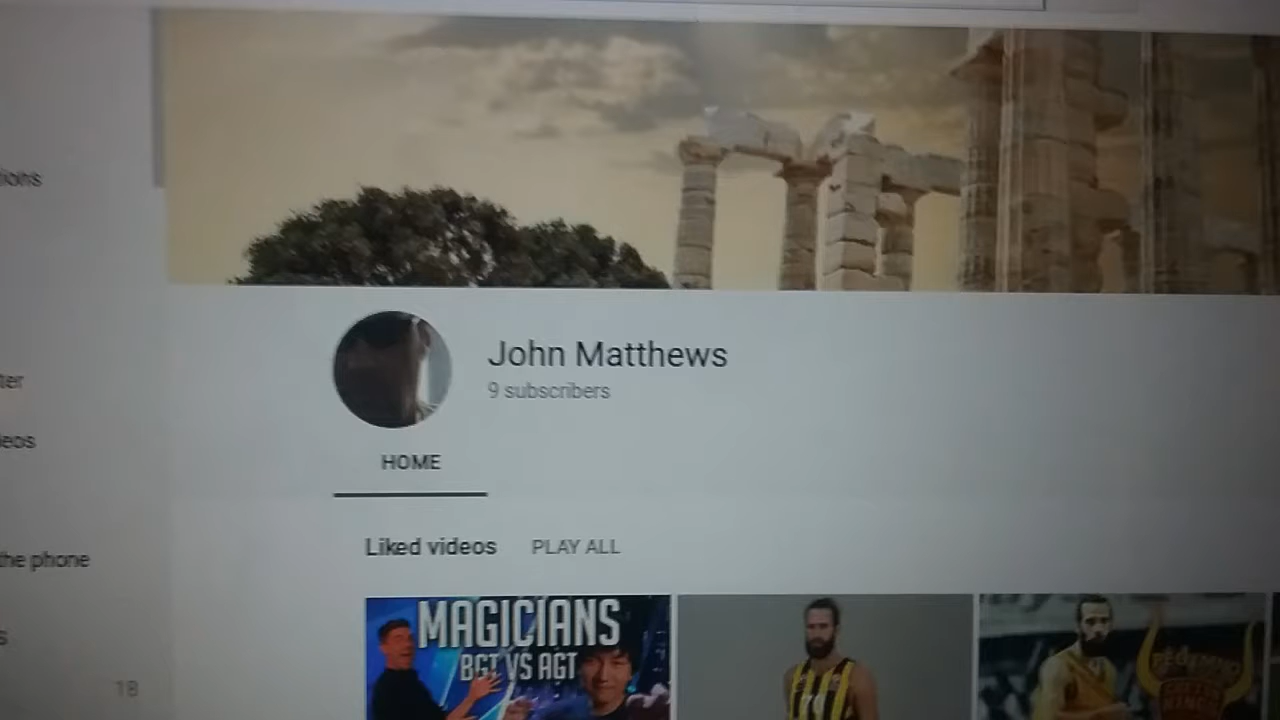 ions
ter
eos
the phone
s
18
John Matthews
9 subscribers
HOME
Liked videos PLAY ALL
MAGICIANS
BGT VS AGT